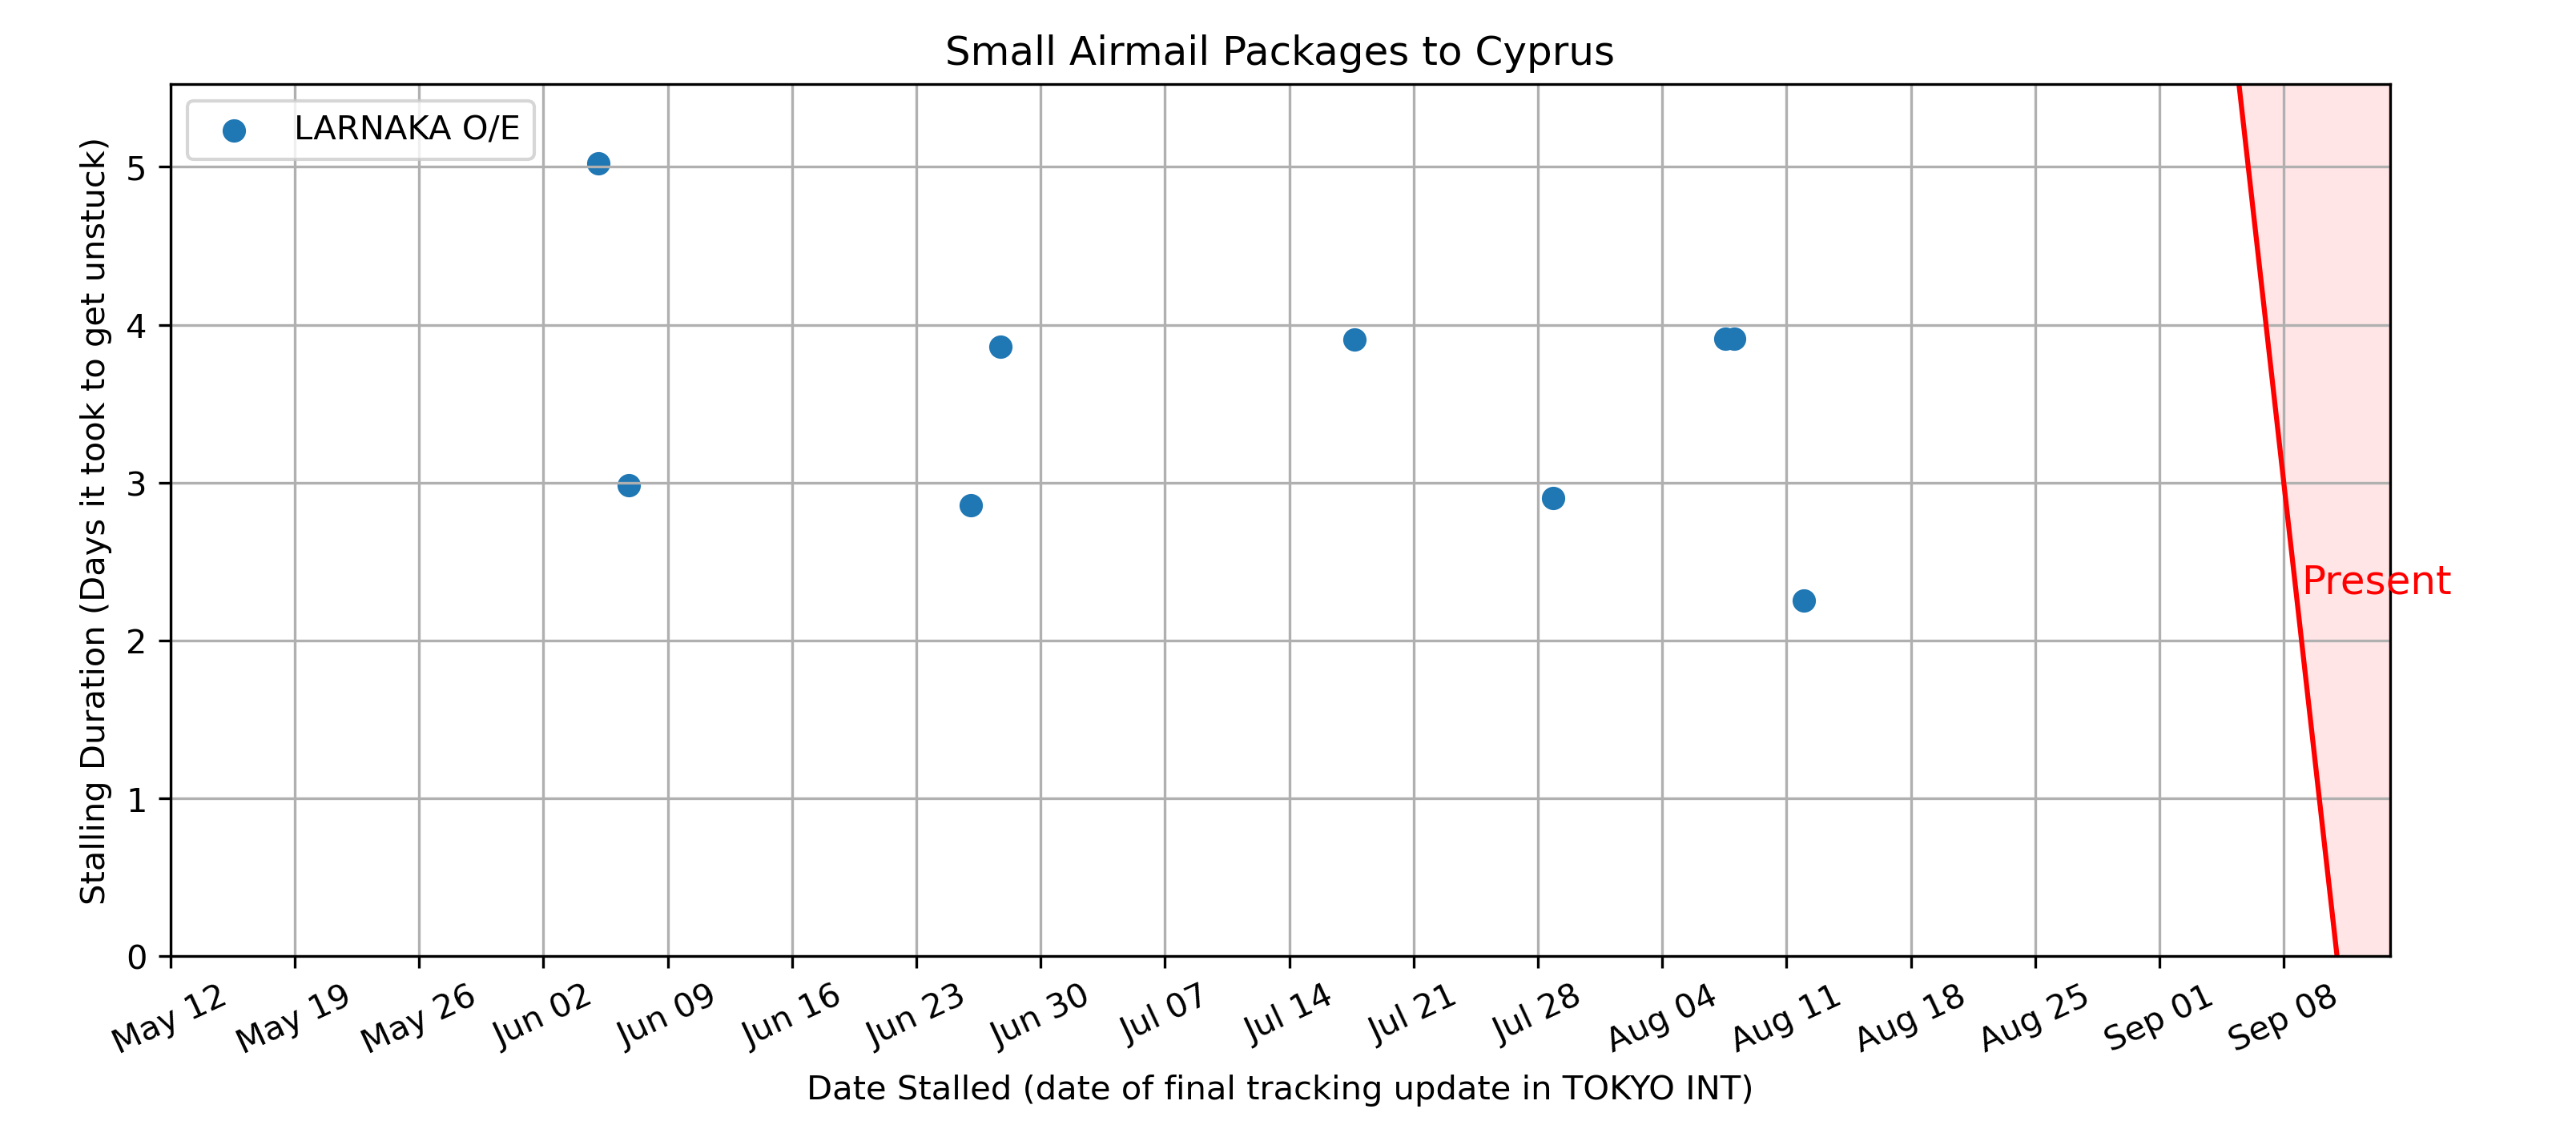 Small Airmail Packages to Cyprus
LARNAKA O/E
Stalling Duration (Days it took to get unstuck)
5
4
3
2
1
0
Present
May 12
May 19
May 26
Jun 02
Jun 09
Jun 16
Jun 23
Jun 30
Jul 07
Jul 14
Jul 21
Jul 28
Aug 04
Aug 11
Aug 18
Aug 25
Sep 01
Sep 08
Date Stalled (date of final tracking update in TOKYO INT)